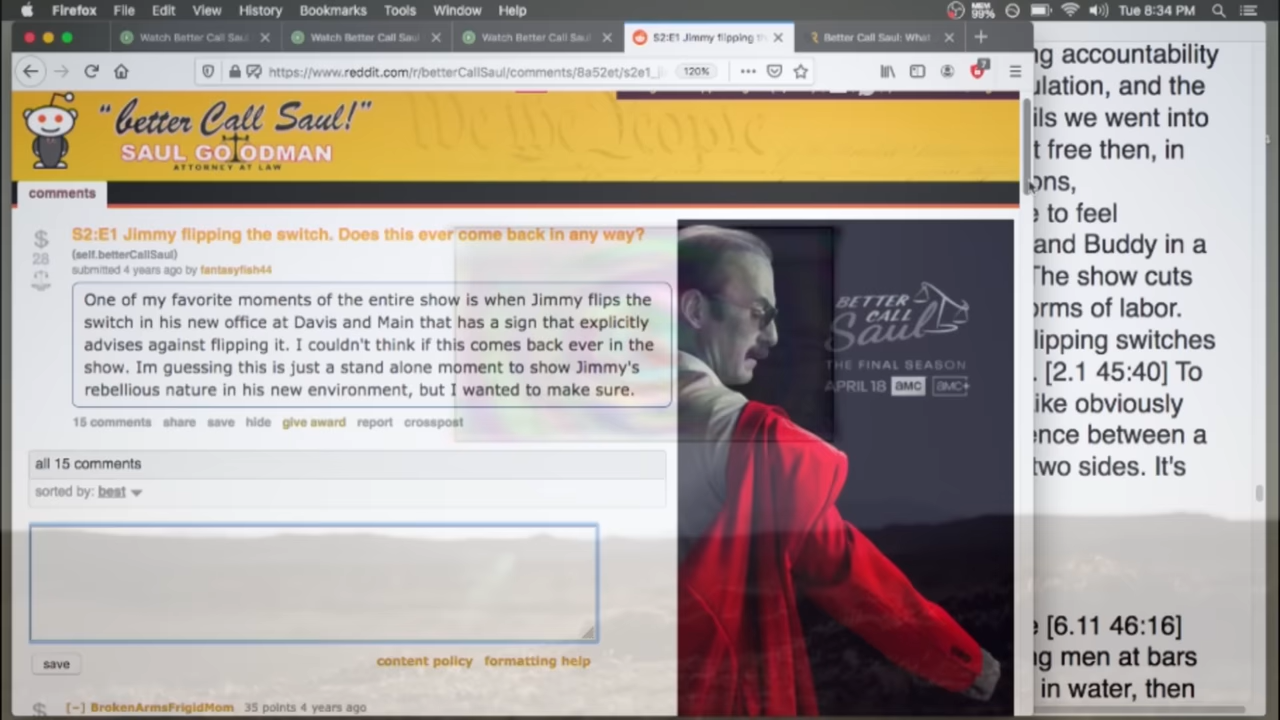 Firefox File Edit View History Bookmarks Tools Window Help
MEM 99% Tue 8:34 PM
Watch Better Call Sau
Watch Better Call Saul
Watch Better Call Saul
S2:E1 Jimmy flipping th
Better Call Saul: What
https://www.reddit.com/r/betterCallSaul/comments/8a52et/s2e1_ji
120%
7
"better Call Saul!"
SAUL GOODMAN
ATTORNEY AT LAW
We the People
comments
S2:E1 Jimmy flipping the switch. Does this ever come back in any way?
(self.betterCallSaul)
28
submitted 4 years ago by fantasyfish44
One of my favorite moments of the entire show is when Jimmy flips the
switch in his new office at Davis and Main that has a sign that explicitly
advises against flipping it. I couldn't think if this comes back ever in the
show. Im guessing this is just a stand alone moment to show Jimmy's
rebellious nature in his new environment, but I wanted to make sure.
15 comments share save hide give award report crosspost
all 15 comments
sorted by: best
save
content policy formatting help
[-] BrokenArmsFrigidMom 35 points 4 years ago
BETTER
CALL
Saul
THE FINAL SEASON
APRIL 18 amc amc+
ng accountability
ulation, and the
ils we went into
t free then, in
ons,
e to feel
and Buddy in a
The show cuts
orms of labor.
lipping switches
. [2.1 45:40] To
ike obviously
ence between a
two sides. It's
e [6.11 46:16]
ng men at bars
in water, then